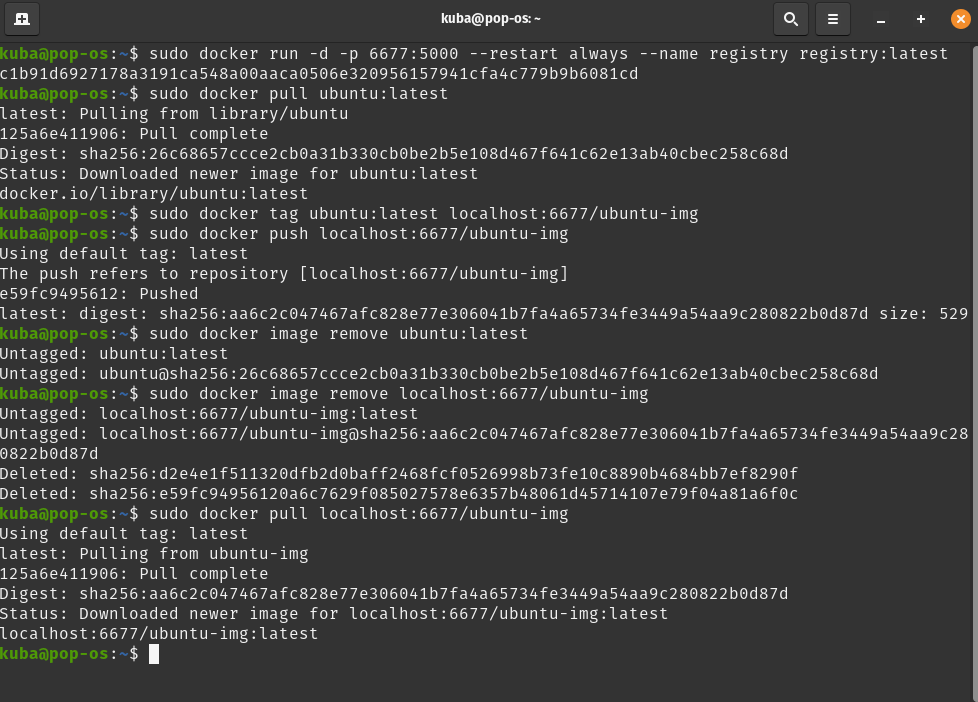 kuba@pop-os: ~
kuba@pop-os:~$ sudo docker run -d -p 6677:5000 --restart always --name registry registry:latest
c1b91d6927178a3191ca548a00aaca0506e320956157941cfa4c779b9b6081cd
kuba@pop-os:~$ sudo docker pull ubuntu:latest
latest: Pulling from library/ubuntu
125a6e411906: Pull complete
Digest: sha256:26c68657ccce2cb0a31b330cb0be2b5e108d467f641c62e13ab40cbec258c68d
Status: Downloaded newer image for ubuntu:latest
docker.io/library/ubuntu:latest
kuba@pop-os:~$ sudo docker tag ubuntu:latest localhost:6677/ubuntu-img
kuba@pop-os:~$ sudo docker push localhost:6677/ubuntu-img
Using default tag: latest
The push refers to repository [localhost:6677/ubuntu-img]
e59fc9495612: Pushed
latest: digest: sha256:aa6c2c047467afc828e77e306041b7fa4a65734fe3449a54aa9c280822b0d87d size: 529
kuba@pop-os:~$ sudo docker image remove ubuntu:latest
Untagged: ubuntu:latest
Untagged: ubuntu@sha256:26c68657ccce2cb0a31b330cb0be2b5e108d467f641c62e13ab40cbec258c68d
kuba@pop-os:~$ sudo docker image remove localhost:6677/ubuntu-img
Untagged: localhost:6677/ubuntu-img:latest
Untagged: localhost:6677/ubuntu-img@sha256:aa6c2c047467afc828e77e306041b7fa4a65734fe3449a54aa9c28
0822b0d87d
Deleted: sha256:d2e4e1f511320dfb2d0baff2468fcf0526998b73fe10c8890b4684bb7ef8290f
Deleted: sha256:e59fc94956120a6c7629f085027578e6357b48061d45714107e79f04a81a6f0c
kuba@pop-os:~$ sudo docker pull localhost:6677/ubuntu-img
Using default tag: latest
latest: Pulling from ubuntu-img
125a6e411906: Pull complete
Digest: sha256:aa6c2c047467afc828e77e306041b7fa4a65734fe3449a54aa9c280822b0d87d
Status: Downloaded newer image for localhost:6677/ubuntu-img:latest
localhost:6677/ubuntu-img:latest
kuba@pop-os:~$